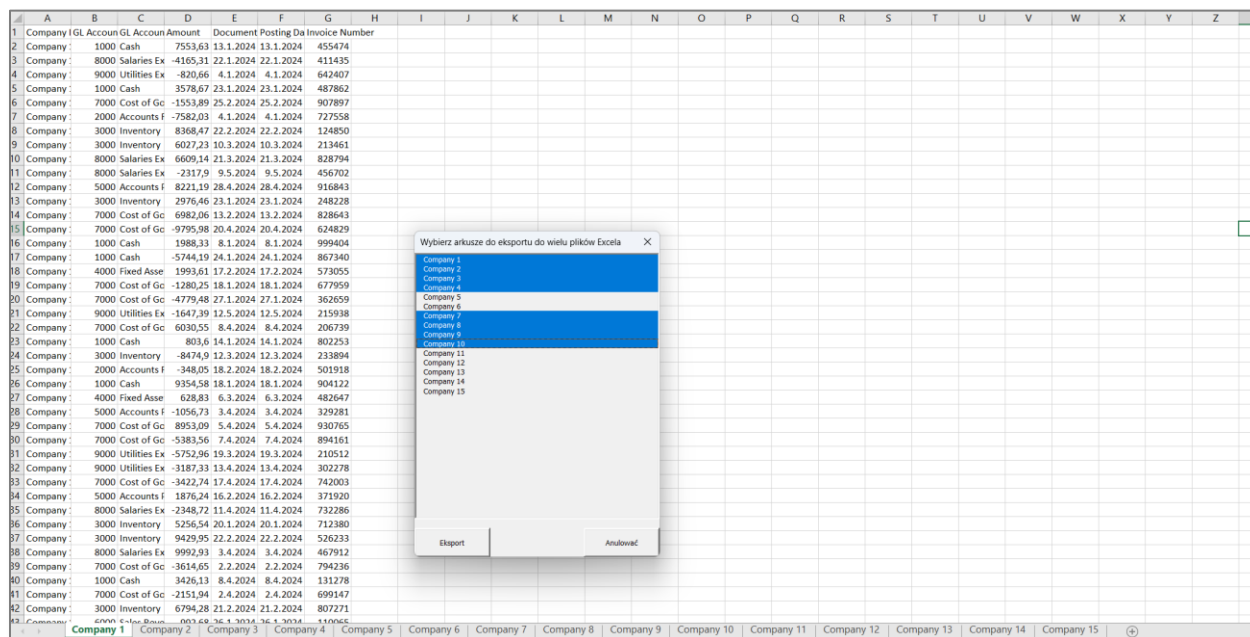 A B C D E F G H I J K L M N O P Q R S T U V W X Y Z
1 Company I GL Accoun GL Accoun Amount Document Posting Da Invoice Number
2 Company : 1000 Cash 7553,63 13.1.2024 13.1.2024 455474
3 Company : 8000 Salaries Ex -4165,31 22.1.2024 22.1.2024 411435
4 Company : 9000 Utilities Ex -820,66 4.1.2024 4.1.2024 642407
5 Company : 1000 Cash 3578,67 23.1.2024 23.1.2024 487862
6 Company : 7000 Cost of Go -1553,89 25.2.2024 25.2.2024 907897
7 Company : 2000 Accounts R -7582,03 4.1.2024 4.1.2024 727558
8 Company : 3000 Inventory 8368,47 22.2.2024 22.2.2024 124850
9 Company : 3000 Inventory 6027,23 10.3.2024 10.3.2024 213461
10 Company : 8000 Salaries Ex 6609,14 21.3.2024 21.3.2024 828794
11 Company : 8000 Salaries Ex -2317,9 9.5.2024 9.5.2024 456702
12 Company : 5000 Accounts P 8221,19 28.4.2024 28.4.2024 916843
13 Company : 3000 Inventory 2976,46 23.1.2024 23.1.2024 248228
14 Company : 7000 Cost of Go 6982,06 13.2.2024 13.2.2024 828643
15 Company : 7000 Cost of Go -9795,98 20.4.2024 20.4.2024 624829
16 Company : 1000 Cash 1988,33 8.1.2024 8.1.2024 999404
17 Company : 1000 Cash -5744,19 24.1.2024 24.1.2024 867340
18 Company : 4000 Fixed Asse 1993,61 17.2.2024 17.2.2024 573055
19 Company : 7000 Cost of Go -1280,25 18.1.2024 18.1.2024 677959
20 Company : 7000 Cost of Go -4779,48 27.1.2024 27.1.2024 362659
21 Company : 9000 Utilities Ex -1647,39 12.5.2024 12.5.2024 215938
22 Company : 7000 Cost of Go 6030,55 8.4.2024 8.4.2024 206739
23 Company : 1000 Cash 803,6 14.1.2024 14.1.2024 802253
24 Company : 3000 Inventory -8474,9 12.3.2024 12.3.2024 233894
25 Company : 2000 Accounts R -348,05 18.2.2024 18.2.2024 501918
26 Company : 1000 Cash 9354,58 18.1.2024 18.1.2024 904122
27 Company : 4000 Fixed Asse 628,83 6.3.2024 6.3.2024 482647
28 Company : 5000 Accounts P -1056,73 3.4.2024 3.4.2024 329281
29 Company : 7000 Cost of Go 8953,09 5.4.2024 5.4.2024 930765
30 Company : 7000 Cost of Go -5383,56 7.4.2024 7.4.2024 894161
31 Company : 9000 Utilities Ex -5752,96 19.3.2024 19.3.2024 210512
32 Company : 9000 Utilities Ex -3187,33 13.4.2024 13.4.2024 302278
33 Company : 7000 Cost of Go -3422,74 17.4.2024 17.4.2024 742003
34 Company : 5000 Accounts P 1876,24 16.2.2024 16.2.2024 371920
35 Company : 8000 Salaries Ex -2348,72 11.4.2024 11.4.2024 732286
36 Company : 3000 Inventory 5256,54 20.1.2024 20.1.2024 712380
37 Company : 3000 Inventory 9429,95 22.2.2024 22.2.2024 526233
38 Company : 8000 Salaries Ex 9992,93 3.4.2024 3.4.2024 467912
39 Company : 7000 Cost of Go -3614,65 2.2.2024 2.2.2024 794236
40 Company : 1000 Cash 3426,13 8.4.2024 8.4.2024 131278
41 Company : 7000 Cost of Go -2151,94 2.4.2024 2.4.2024 699147
42 Company : 3000 Inventory 6794,28 21.2.2024 21.2.2024 807271
43 Company : 6000 Sales Reve 992,68 26.1.2024 26.1.2024 110065
Wybierz arkusze do eksportu do wielu plików Excela
Company 1
Company 2
Company 3
Company 4
Company 5
Company 6
Company 7
Company 8
Company 9
Company 10
Company 11
Company 12
Company 13
Company 14
Company 15
Eksport Anulować
Company 1 Company 2 Company 3 Company 4 Company 5 Company 6 Company 7 Company 8 Company 9 Company 10 Company 11 Company 12 Company 13 Company 14 Company 15